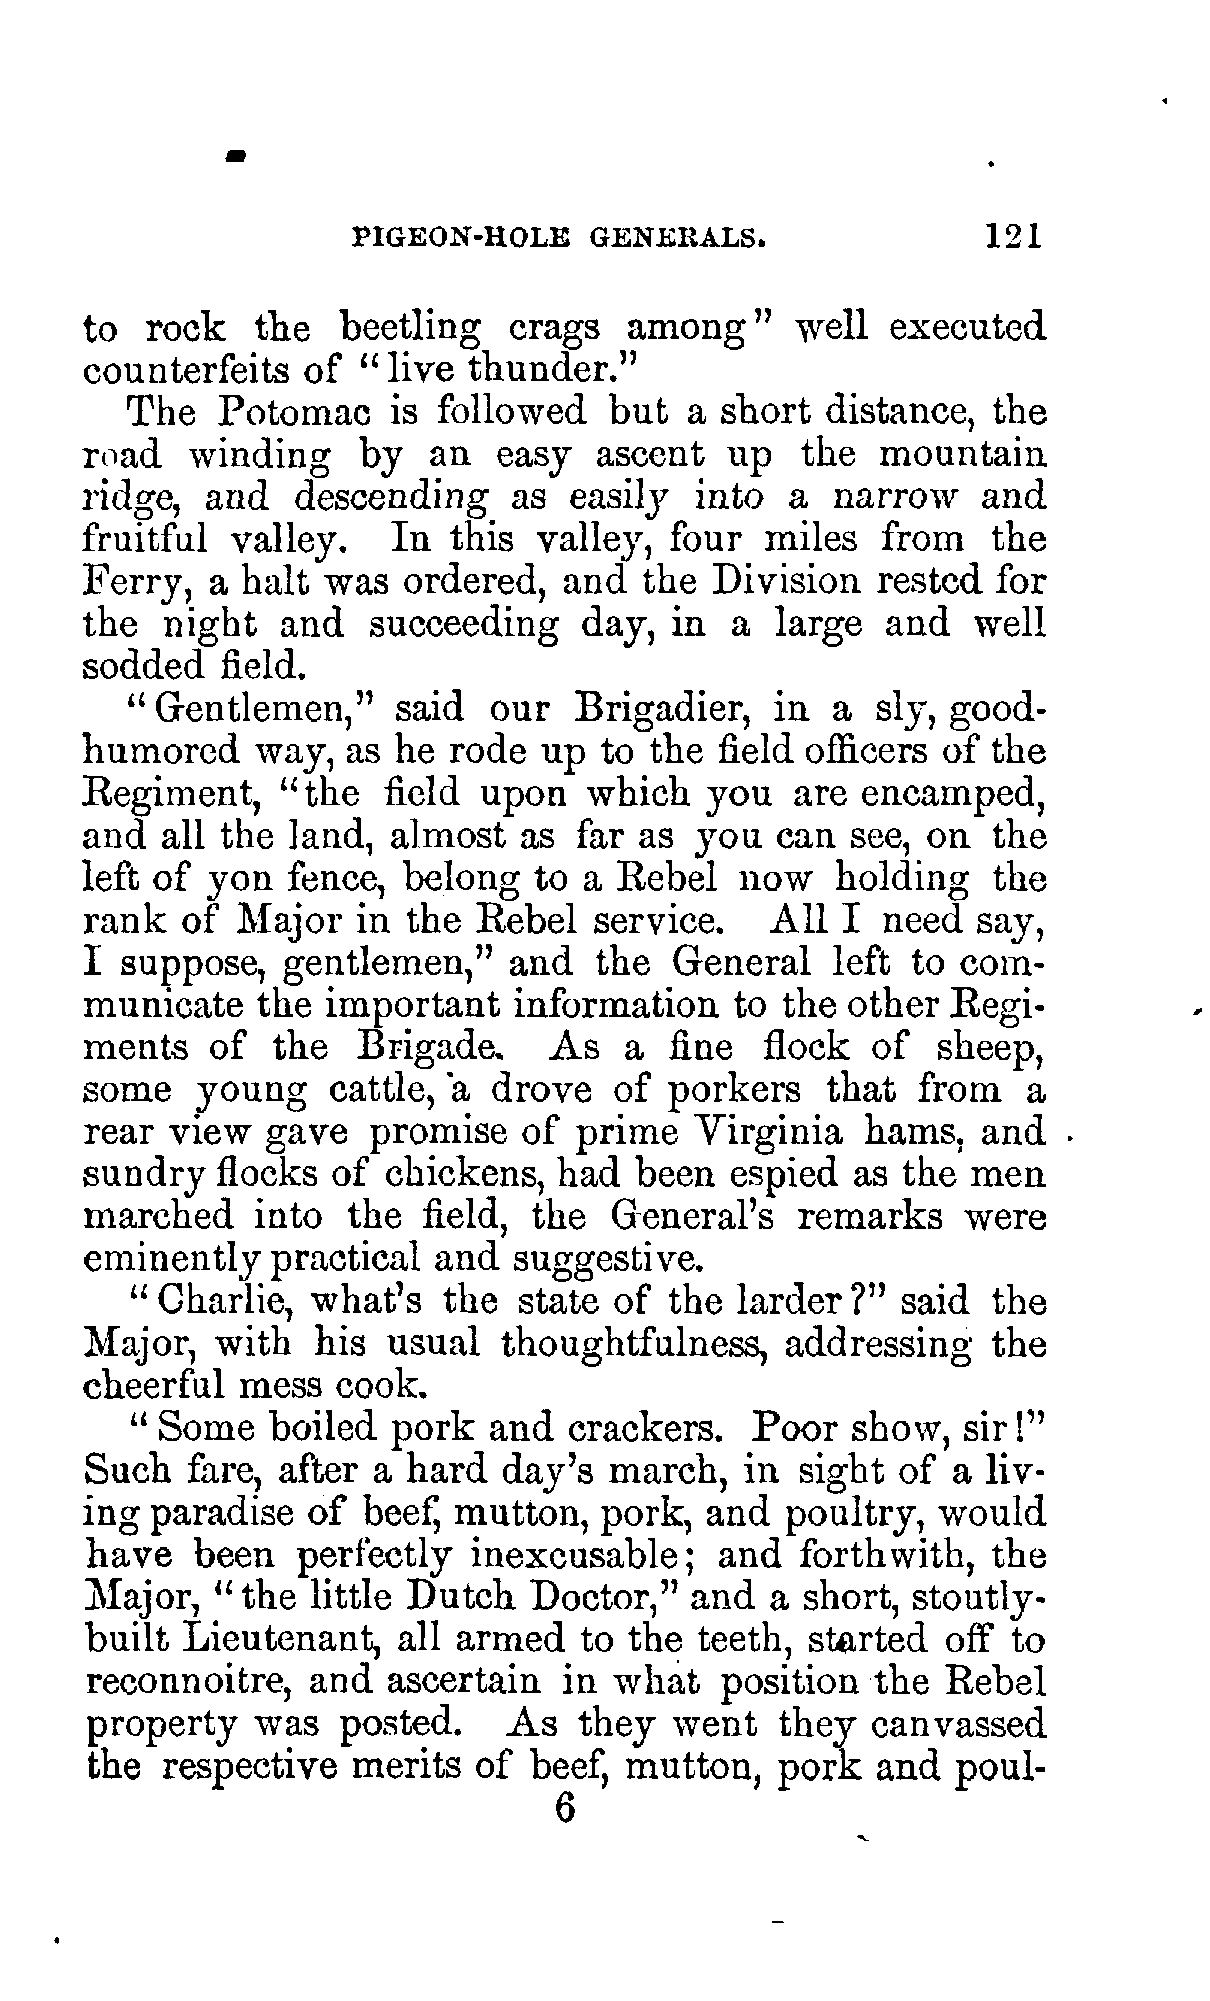 PIGEON-HOLE GENERALS. 121
to rock the beetling crags among" well executed
counterfeits of "live thunder."
The Potomac is followed but a short distance, the
road winding by an easy ascent up the mountain
ridge, and descending as easily into a narrow and
fruitful valley. In this valley, four miles from the
Ferry, a halt was ordered, and the Division rested for
the night and succeeding day, in a large and well
sodded field.
"Gentlemen," said our Brigadier, in a sly, good-
humored way, as he rode up to the field officers of the
Regiment, "the field upon which you are encamped,
and all the land, almost as far as you can see, on the
left of yon fence, belong to a Rebel now holding the
rank of Major in the Rebel service. All I need say,
I suppose, gentlemen," and the General left to com-
municate the important information to the other Regi-
ments of the Brigade. As a fine flock of sheep,
some young cattle, a drove of porkers that from a
rear view gave promise of prime Virginia hams, and
sundry flocks of chickens, had been espied as the men
marched into the field, the General's remarks were
eminently practical and suggestive.
"Charlie, what's the state of the larder?" said the
Major, with his usual thoughtfulness, addressing the
cheerful mess cook.
"Some boiled pork and crackers. Poor show, sir!"
Such fare, after a hard day's march, in sight of a liv-
ing paradise of beef, mutton, pork, and poultry, would
have been perfectly inexcusable; and forthwith, the
Major, "the little Dutch Doctor," and a short, stoutly-
built Lieutenant, all armed to the teeth, started off to
reconnoitre, and ascertain in what position the Rebel
property was posted. As they went they canvassed
the respective merits of beef, mutton, pork and poul-
6